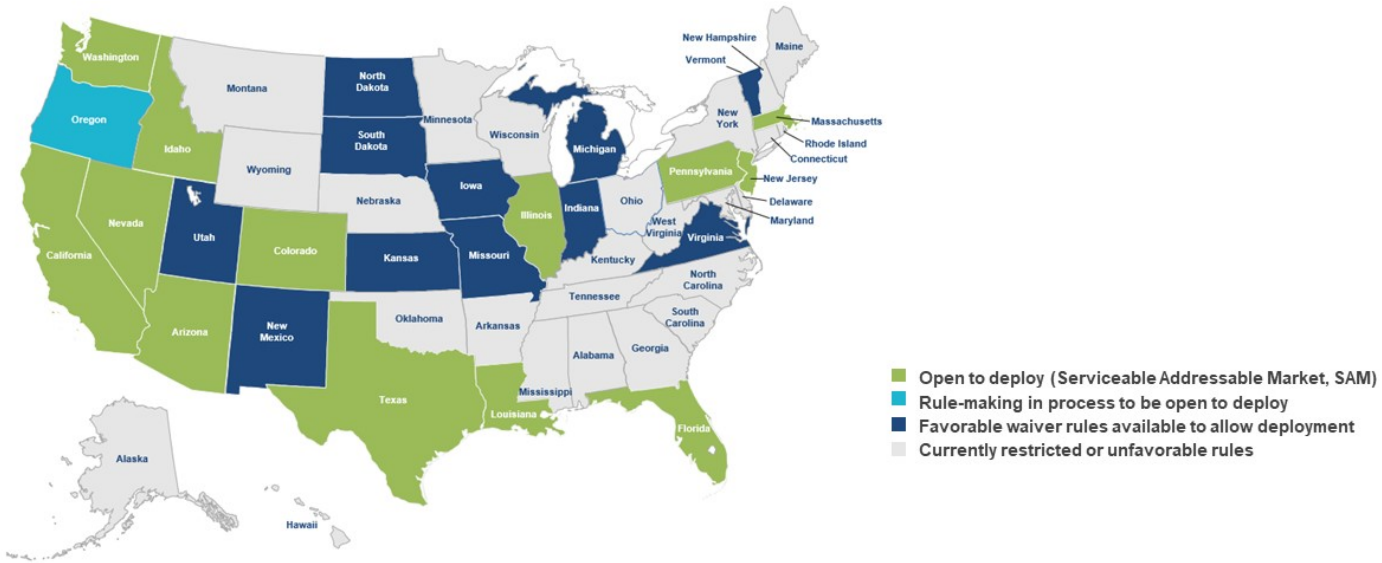 Washington
Oregon
California
Nevada
Idaho
Montana
Wyoming
Utah
Arizona
Colorado
New
Mexico
North
Dakota
South
Dakota
Nebraska
Kansas
Oklahoma
Texas
Minnesota
Iowa
Missouri
Arkansas
Louisiana
Wisconsin
Illinois
Michigan
Indiana
Ohio
Kentucky
Tennessee
Mississippi
Alabama
Georgia
Florida
South
Carolina
North
Carolina
West
Virginia
Virginia
Pennsylvania
New
York
Vermont
New Hampshire
Maine
Massachusetts
Rhode Island
Connecticut
New Jersey
Delaware
Maryland
Alaska
Hawaii
Open to deploy (Serviceable Addressable Market, SAM)
Rule-making in process to be open to deploy
Favorable waiver rules available to allow deployment
Currently restricted or unfavorable rules